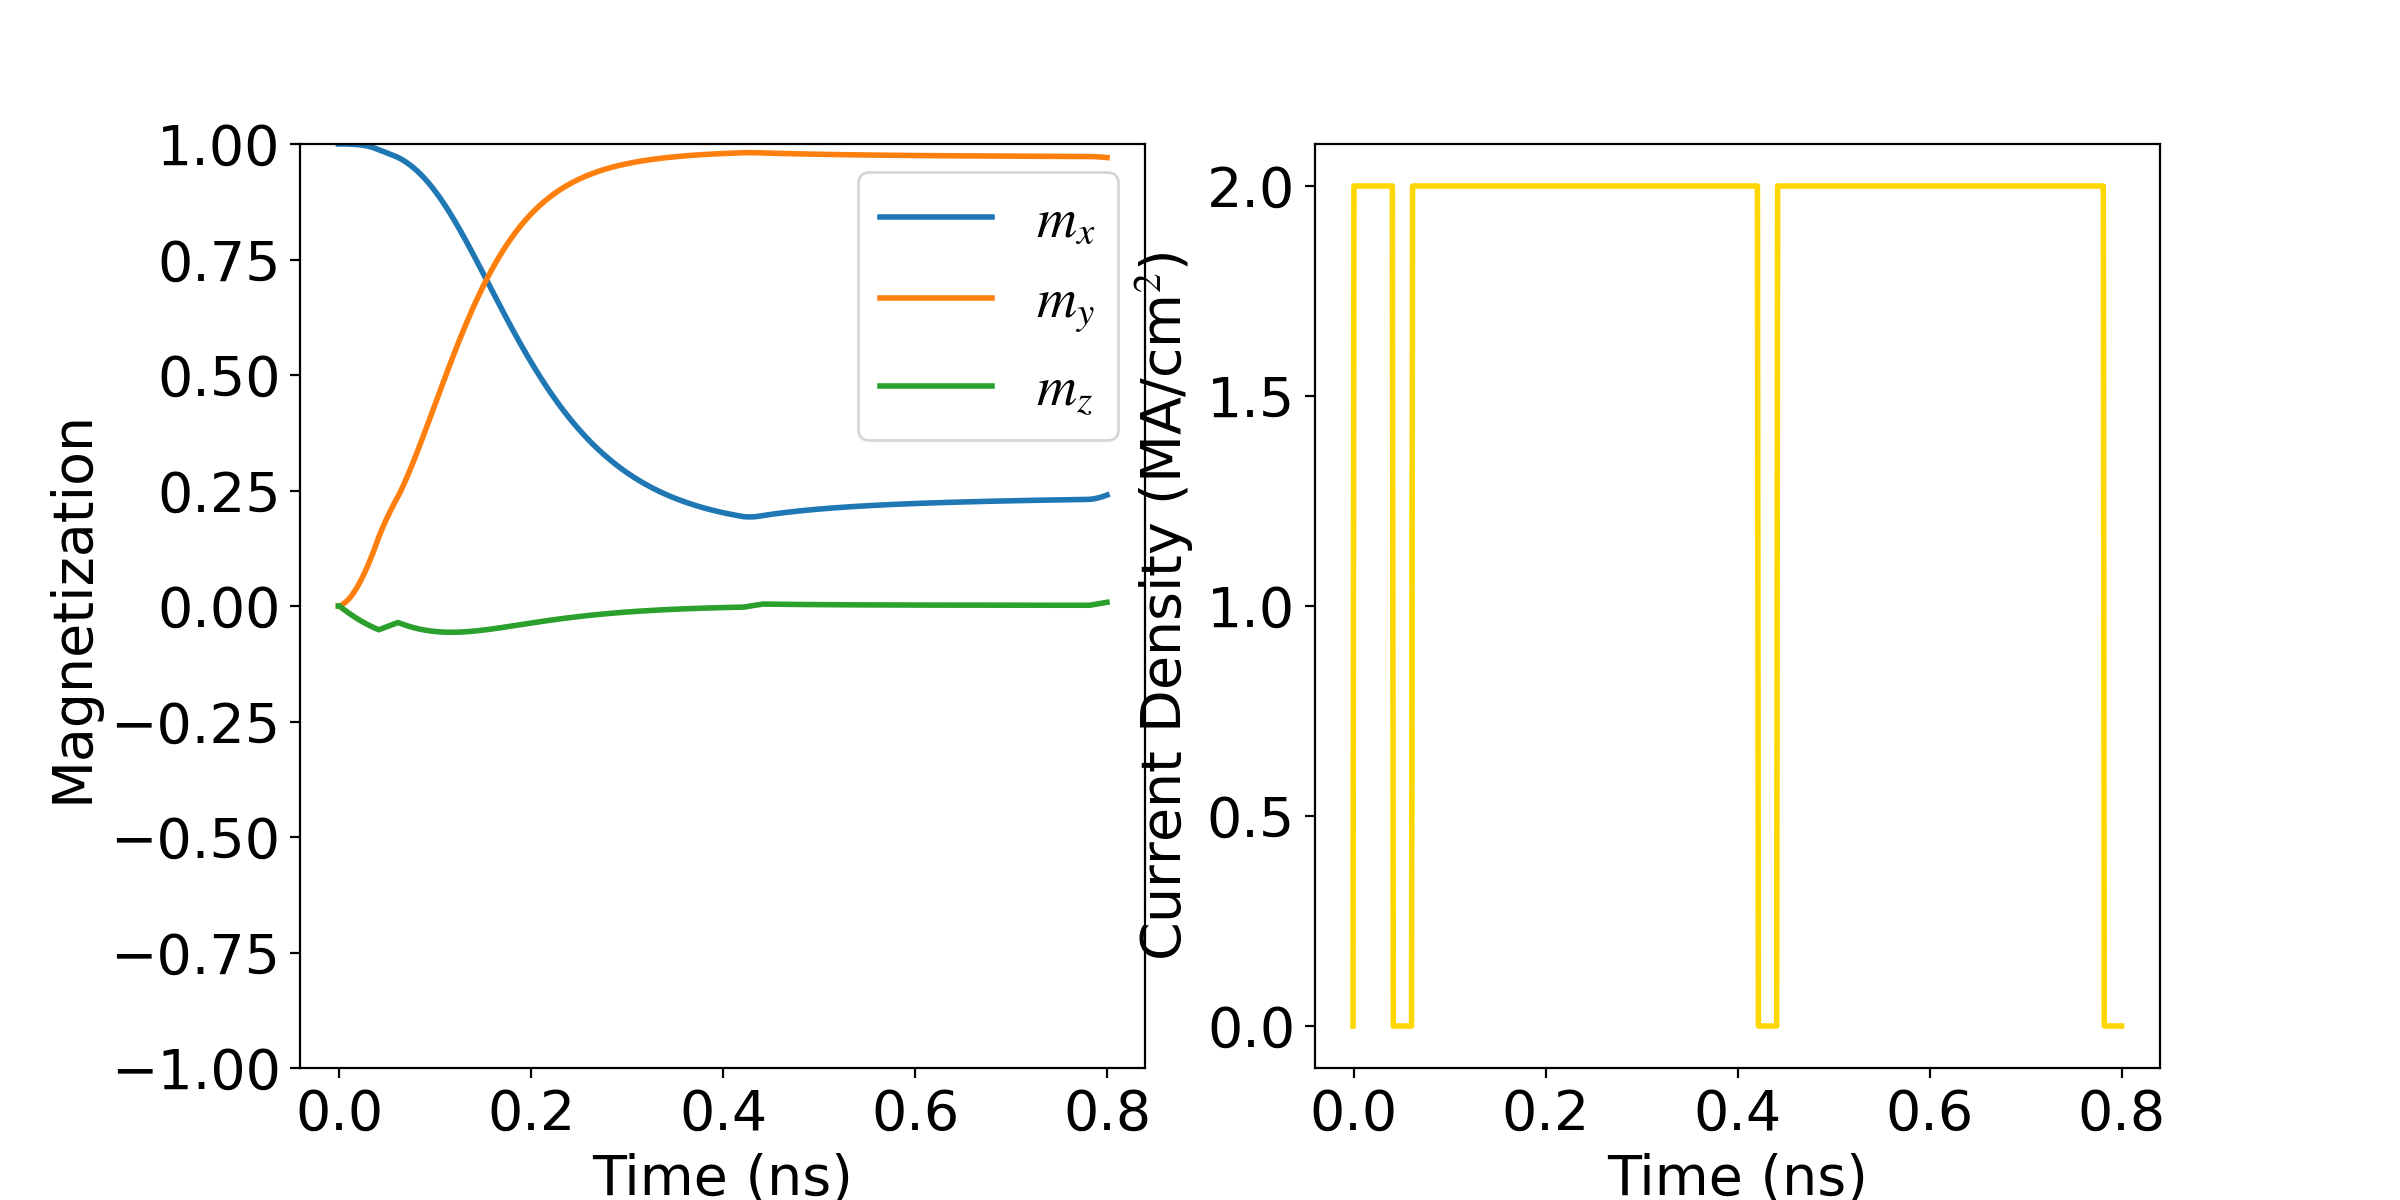 Magnetization
1.00
0.75
0.50
0.25
0.00
−0.25
−0.50
−0.75
−1.00
0.0 0.2 0.4 0.6 0.8
Time (ns)
m_x
m_y
m_z
Current Density (MA/cm²)
2.0
1.5
1.0
0.5
0.0
0.0 0.2 0.4 0.6 0.8
Time (ns)